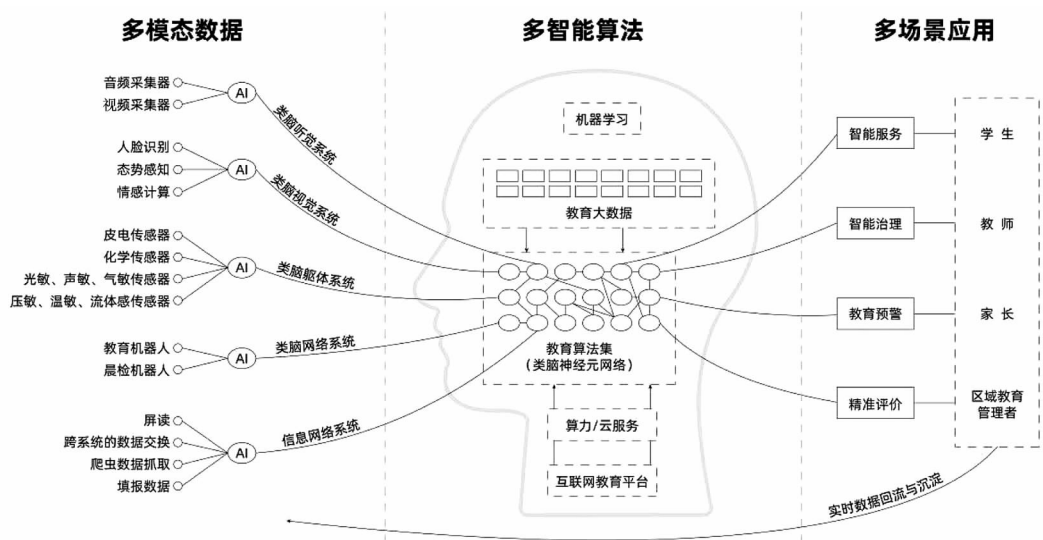 多模态数据
多智能算法
多场景应用
音频采集器
视频采集器
AI
类脑听觉系统
人脸识别
态势感知
情感计算
AI
类脑视觉系统
皮电传感器
化学传感器
光敏、声敏、气敏传感器
压敏、温敏、流体感传感器
AI
类脑躯体系统
教育机器人
晨检机器人
AI
类脑网络系统
屏读
跨系统的数据交换
爬虫数据抓取
填报数据
AI
信息网络系统
机器学习
教育大数据
教育算法集
(类脑神经元网络)
算力/云服务
互联网教育平台
智能服务
智能治理
教育预警
精准评价
学 生
教 师
家 长
区域教育
管理者
实时数据回流与沉淀